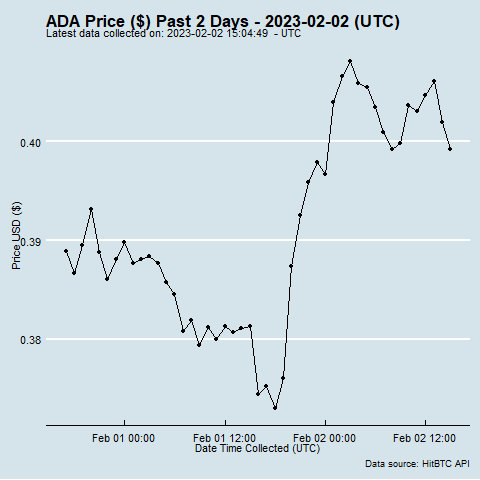 ADA Price ($) Past 2 Days - 2023-02-02 (UTC)
Latest data collected on: 2023-02-02 15:04:49 - UTC
0.40
0.39
0.38
Price USD ($)
Feb 01 00:00
Feb 01 12:00
Feb 02 00:00
Feb 02 12:00
Date Time Collected (UTC)
Data source: HitBTC API